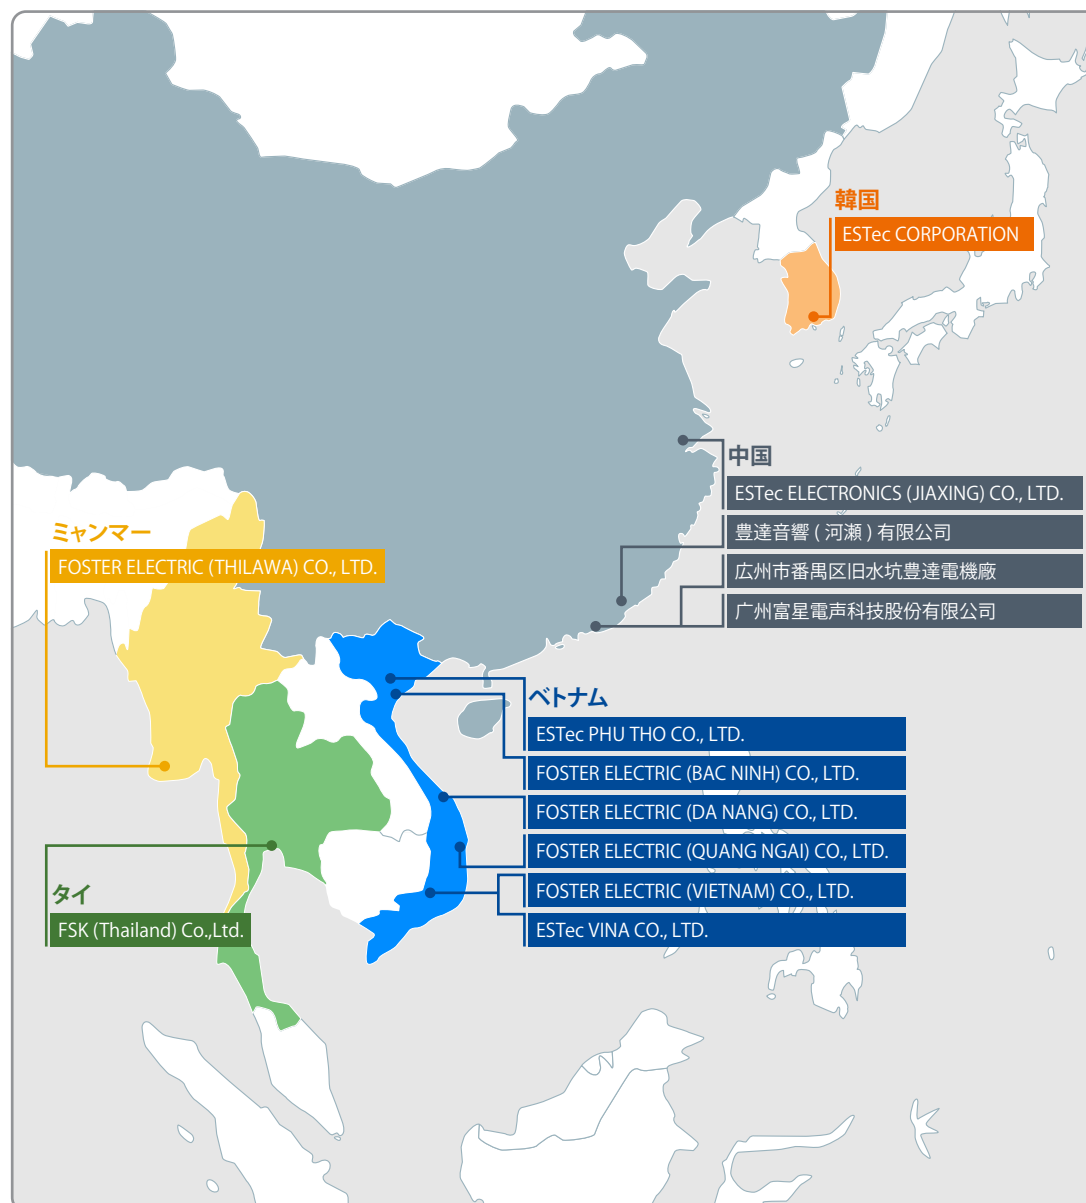 韓国
ESTec CORPORATION
中国
ESTec ELECTRONICS (JIAXING) CO., LTD.
豊達音響 ( 河瀬 ) 有限公司
広州市番禺区旧水坑豊達電機廠
广州富星電声科技股份有限公司
ミャンマー
FOSTER ELECTRIC (THILAWA) CO., LTD.
ベトナム
ESTec PHU THO CO., LTD.
FOSTER ELECTRIC (BAC NINH) CO., LTD.
FOSTER ELECTRIC (DA NANG) CO., LTD.
FOSTER ELECTRIC (QUANG NGAI) CO., LTD.
FOSTER ELECTRIC (VIETNAM) CO., LTD.
ESTec VINA CO., LTD.
タイ
FSK (Thailand) Co.,Ltd.